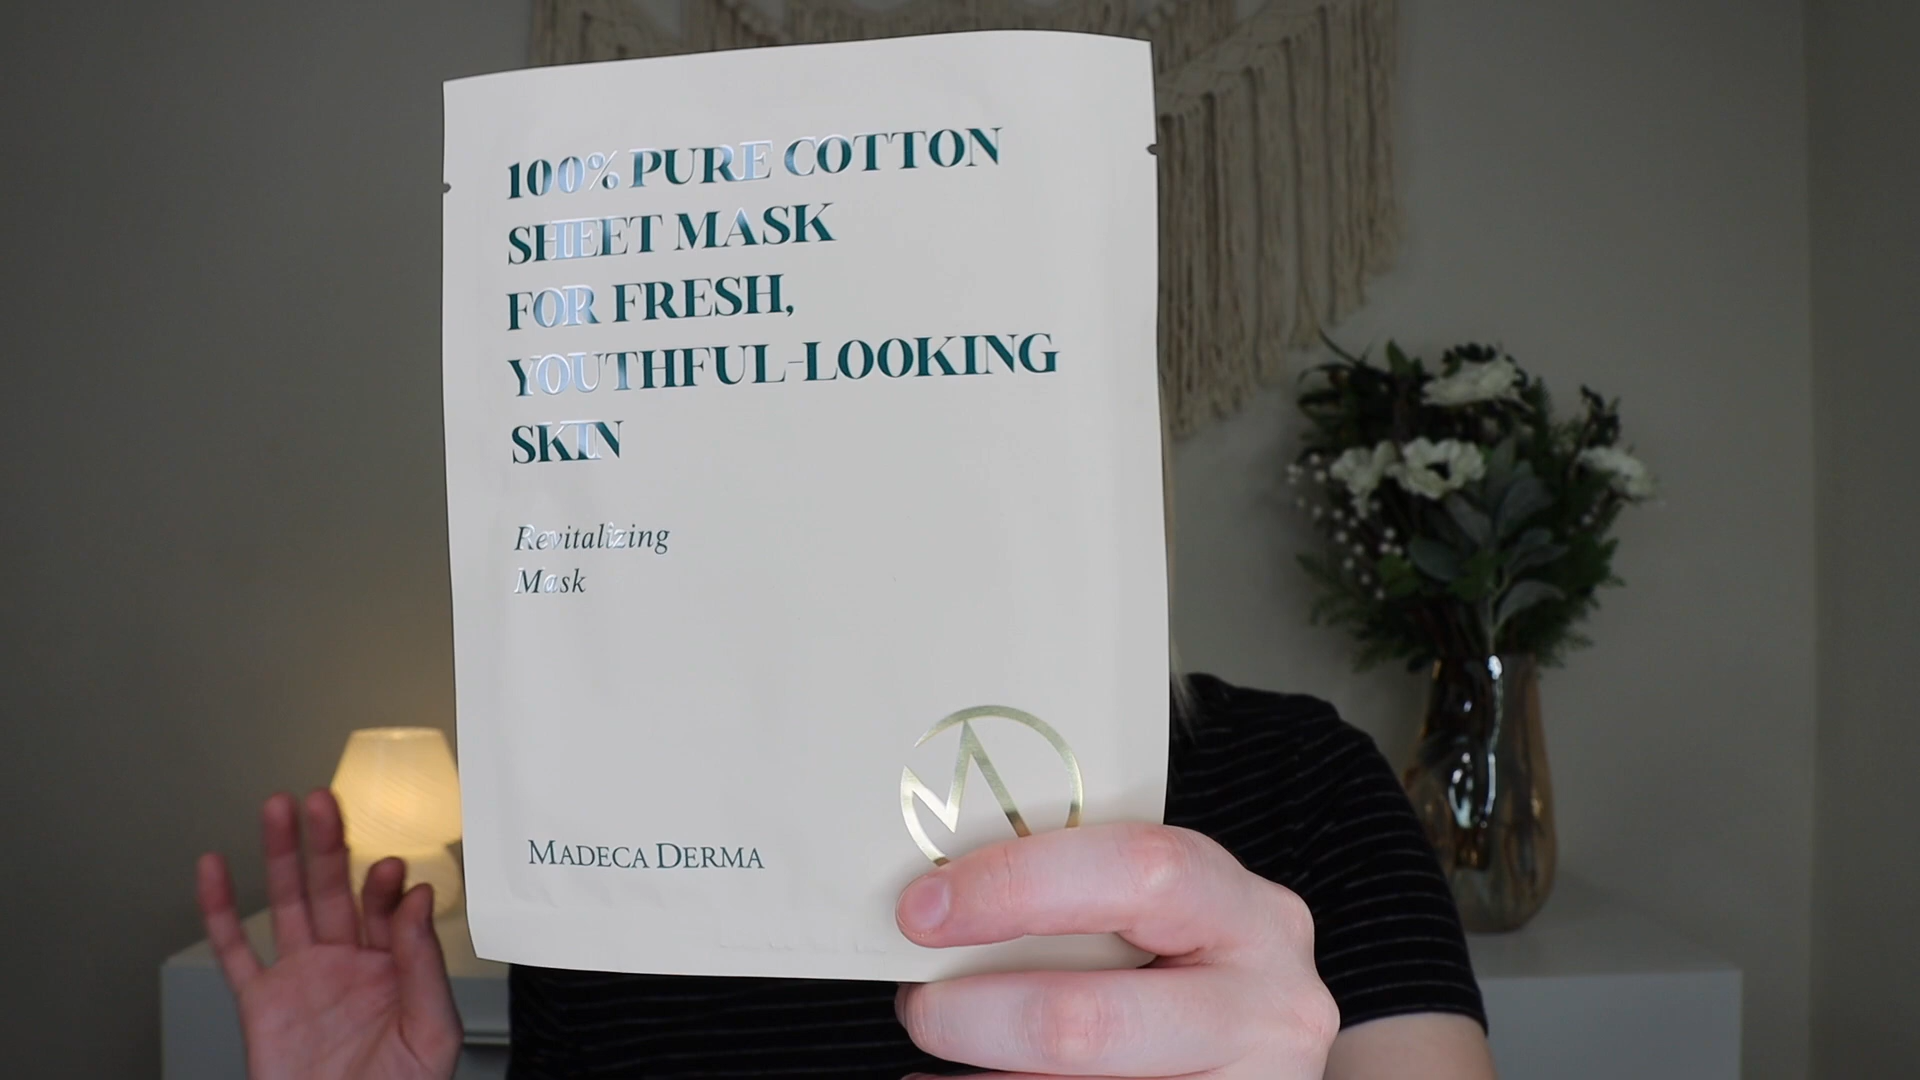 100% PURE COTTON
SHEET MASK
FOR FRESH,
YOUTHFUL-LOOKING
SKIN
Revitalizing
Mask
MADECA DERMA